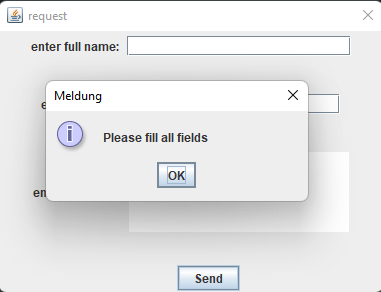 request
enter full name:
Meldung
Please fill all fields
OK
Send